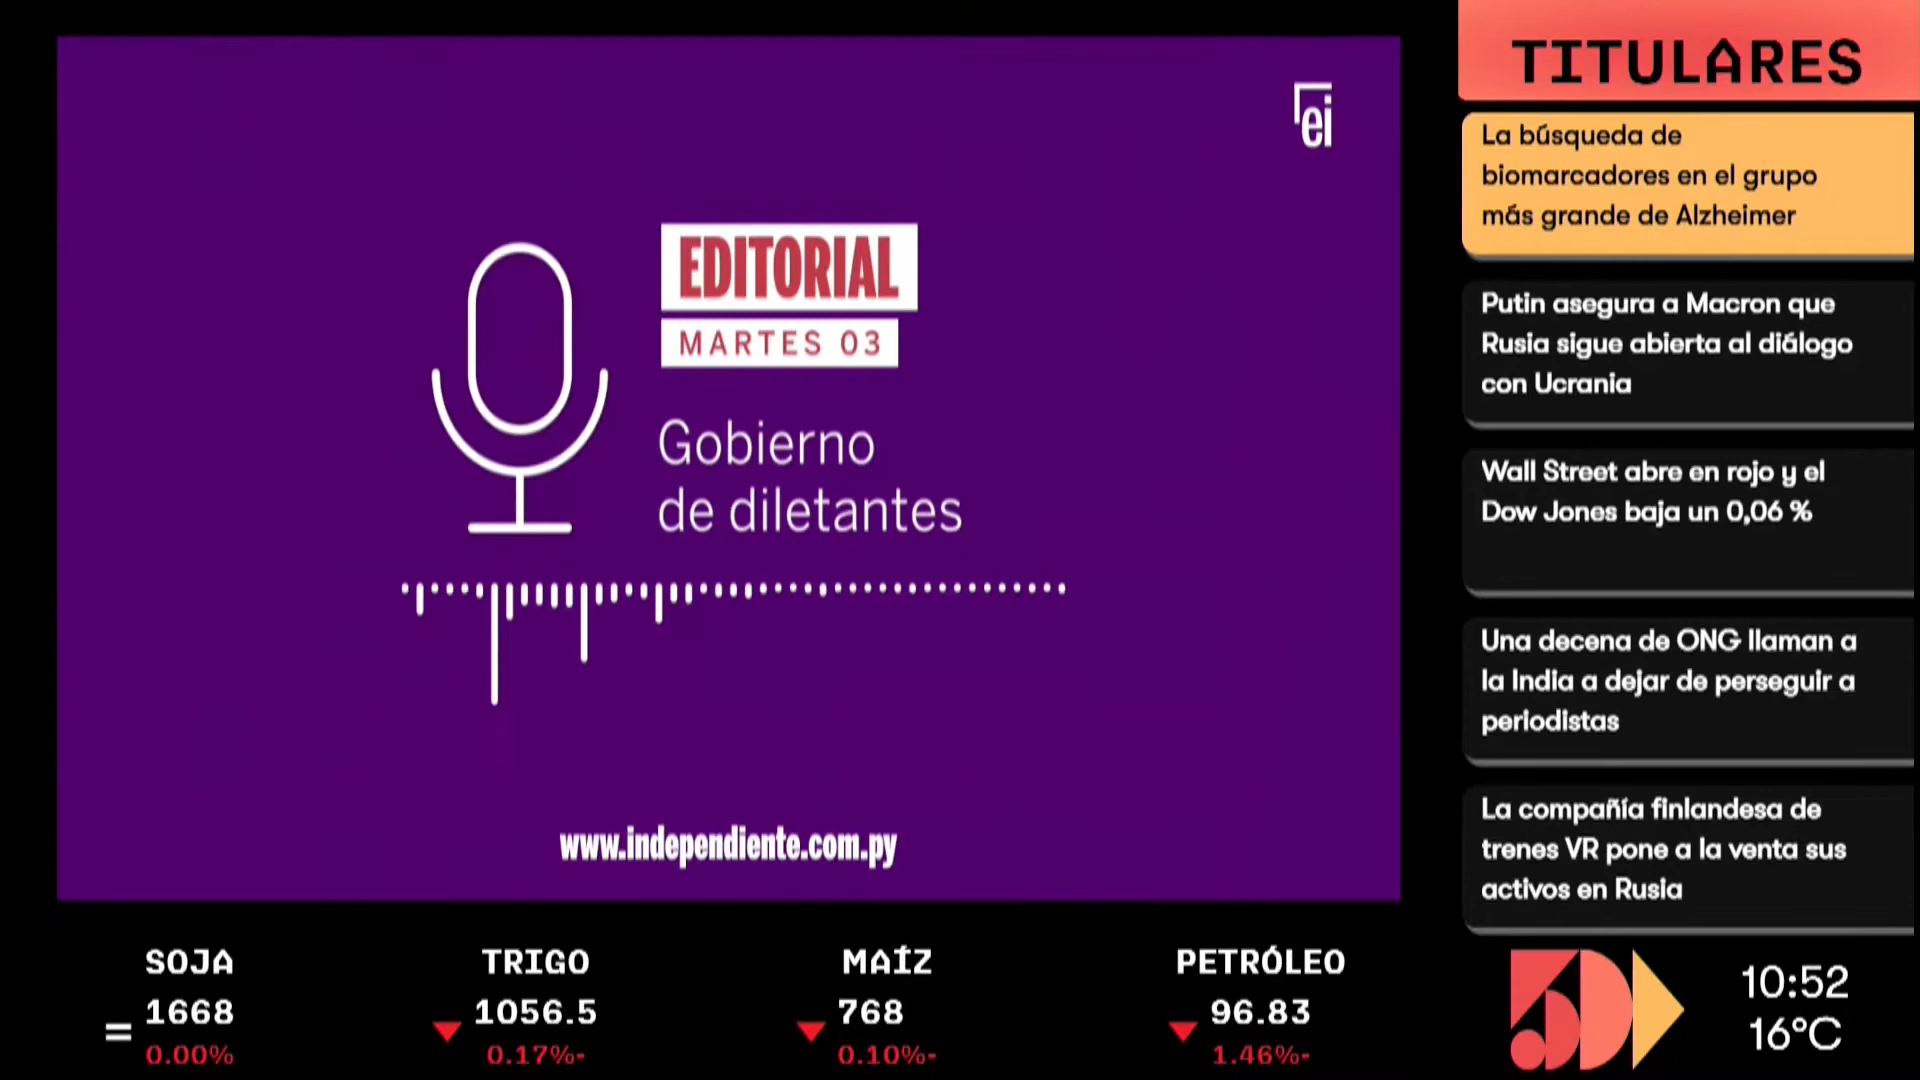 ei
EDITORIAL
MARTES 03
Gobierno
de diletantes
www.independiente.com.py
TITULARES
La búsqueda de
biomarcadores en el grupo
más grande de Alzheimer
Putin asegura a Macron que
Rusia sigue abierta al diálogo
con Ucrania
Wall Street abre en rojo y el
Dow Jones baja un 0,06 %
Una decena de ONG llaman a
la India a dejar de perseguir a
periodistas
La compañía finlandesa de
trenes VR pone a la venta sus
activos en Rusia
SOJA
= 1668
0.00%
TRIGO
1056.5
0.17%-
MAÍZ
768
0.10%-
PETRÓLEO
96.83
1.46%-
5D
10:52
16°C